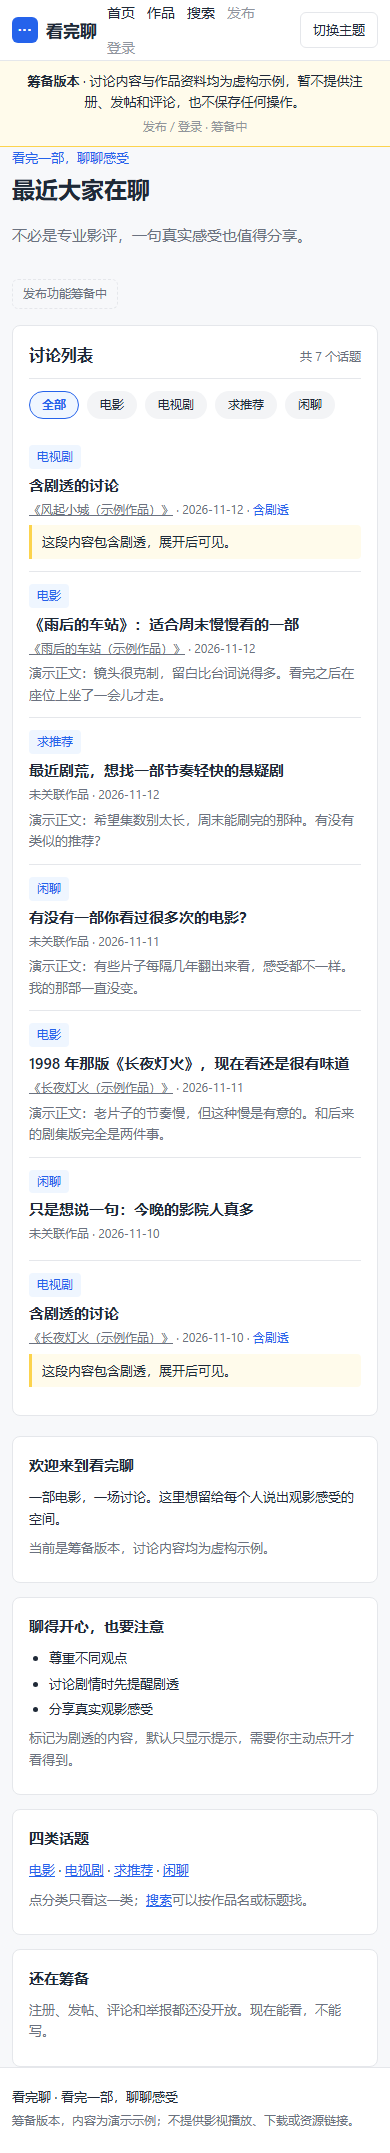 看完聊 首页 作品 搜索 发布
登录
切换主题
筹备版本 · 讨论内容与作品资料均为虚构示例，暂不提供注
册、发帖和评论，也不保存任何操作。
发布 / 登录 · 筹备中
看完一部，聊聊感受
最近大家在聊
不必是专业影评，一句真实感受也值得分享。
发布功能筹备中
讨论列表 共 7 个话题
全部 电影 电视剧 求推荐 闲聊
电视剧
含剧透的讨论
《风起小城（示例作品）》 · 2026-11-12 · 含剧透
这段内容包含剧透，展开后可见。
电影
《雨后的车站》：适合周末慢慢看的一部
《雨后的车站（示例作品）》 · 2026-11-12
演示正文：镜头很克制，留白比台词说得多。看完之后在
座位上坐了一会儿才走。
求推荐
最近剧荒，想找一部节奏轻快的悬疑剧
未关联作品 · 2026-11-12
演示正文：希望集数别太长，周末能刷完的那种。有没有
类似的推荐？
闲聊
有没有一部你看过很多次的电影？
未关联作品 · 2026-11-11
演示正文：有些片子每隔几年翻出来看，感受都不一样。
我的那部一直没变。
电影
1998 年那版《长夜灯火》，现在看还是很有味道
《长夜灯火（示例作品）》 · 2026-11-11
演示正文：老片子的节奏慢，但这种慢是有意的。和后来
的剧集版完全是两件事。
闲聊
只是想说一句：今晚的影院人真多
未关联作品 · 2026-11-10
电视剧
含剧透的讨论
《长夜灯火（示例作品）》 · 2026-11-10 · 含剧透
这段内容包含剧透，展开后可见。
欢迎来到看完聊
一部电影，一场讨论。这里想留给每个人说出观影感受的
空间。
当前是筹备版本，讨论内容均为虚构示例。
聊得开心，也要注意
• 尊重不同观点
• 讨论剧情时先提醒剧透
• 分享真实观影感受
标记为剧透的内容，默认只显示提示，需要你主动点开才
看得到。
四类话题
电影 · 电视剧 · 求推荐 · 闲聊
点分类只看这一类；搜索可以按作品名或标题找。
还在筹备
注册、发帖、评论和举报都还没开放。现在能看，不能
写。
看完聊 · 看完一部，聊聊感受
筹备版本，内容为演示示例；不提供影视播放、下载或资源链接。